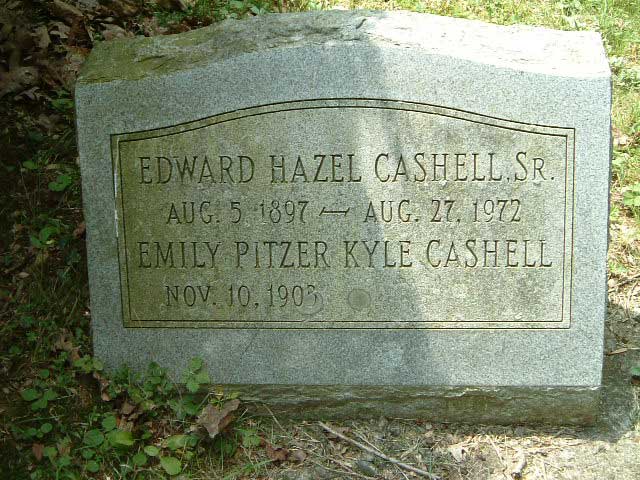 EDWARD HAZEL CASHELL, SR.
AUG. 5, 1897 — AUG. 27, 1972
EMILY PITZER KYLE CASHELL
NOV. 10, 1903